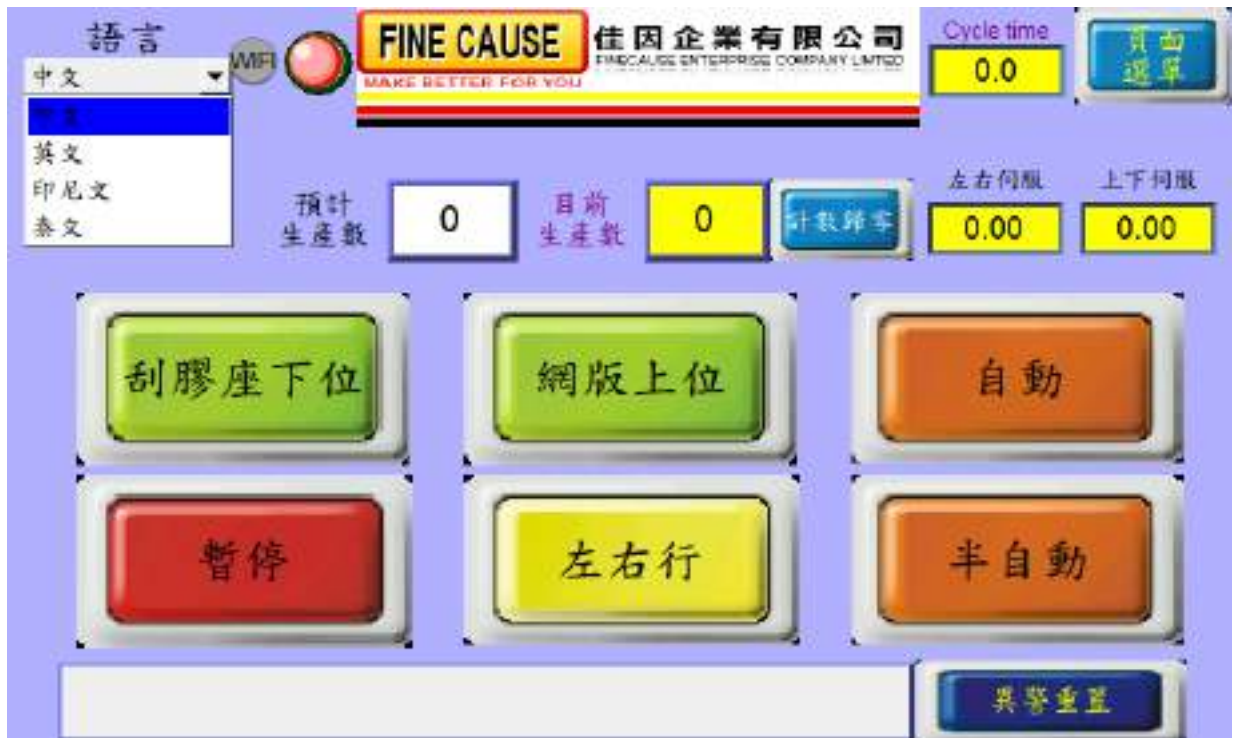 語言
中文
中文
英文
印尼文
泰文
WIFI
FINE CAUSE
MAKE BETTER FOR YOU
佳因企業有限公司
FINECAUSE ENTERPRISE COMPANY LIMTED
Cycle time
0.0
頁面
選單
預計
生產數
0
目前
生產數
0
計數歸零
左右伺服
0.00
上下伺服
0.00
刮膠座下位
網版上位
自動
暫停
左右行
半自動
異警重置